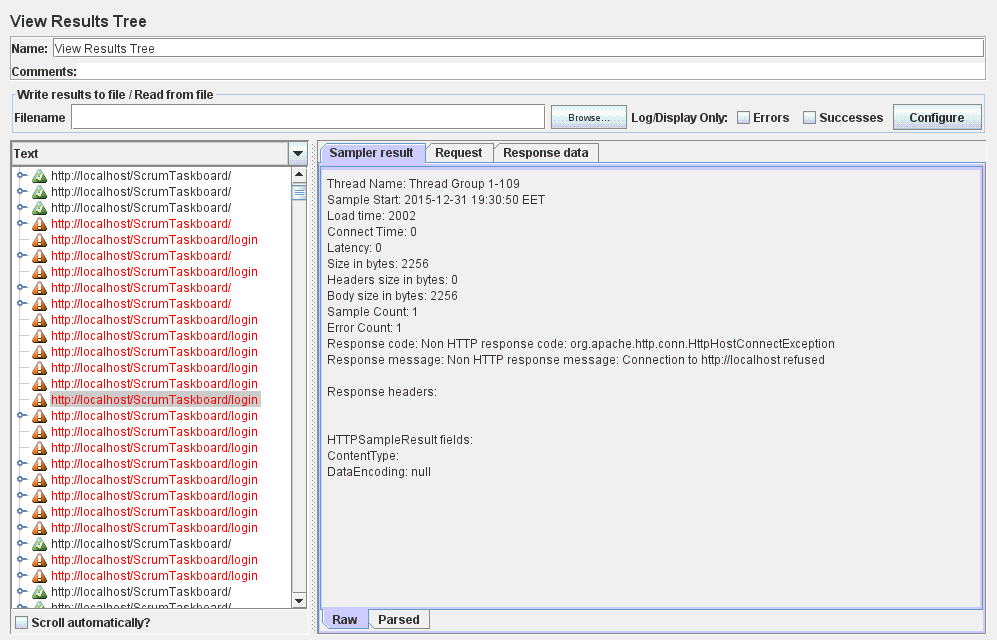 View Results Tree
Name: View Results Tree
Comments:
Write results to file / Read from file
Filename Browse... Log/Display Only: Errors Successes Configure
Text
http://localhost/ScrumTaskboard/
http://localhost/ScrumTaskboard/
http://localhost/ScrumTaskboard/
http://localhost/ScrumTaskboard/
http://localhost/ScrumTaskboard/login
http://localhost/ScrumTaskboard/
http://localhost/ScrumTaskboard/login
http://localhost/ScrumTaskboard/
http://localhost/ScrumTaskboard/
http://localhost/ScrumTaskboard/login
http://localhost/ScrumTaskboard/login
http://localhost/ScrumTaskboard/login
http://localhost/ScrumTaskboard/login
http://localhost/ScrumTaskboard/login
http://localhost/ScrumTaskboard/login
http://localhost/ScrumTaskboard/login
http://localhost/ScrumTaskboard/login
http://localhost/ScrumTaskboard/login
http://localhost/ScrumTaskboard/login
http://localhost/ScrumTaskboard/login
http://localhost/ScrumTaskboard/login
http://localhost/ScrumTaskboard/login
http://localhost/ScrumTaskboard/login
http://localhost/ScrumTaskboard/
http://localhost/ScrumTaskboard/login
http://localhost/ScrumTaskboard/login
http://localhost/ScrumTaskboard/
http://localhost/ScrumTaskboard/
Scroll automatically?
Sampler result Request Response data
Thread Name: Thread Group 1-109
Sample Start: 2015-12-31 19:30:50 EET
Load time: 2002
Connect Time: 0
Latency: 0
Size in bytes: 2256
Headers size in bytes: 0
Body size in bytes: 2256
Sample Count: 1
Error Count: 1
Response code: Non HTTP response code: org.apache.http.conn.HttpHostConnectException
Response message: Non HTTP response message: Connection to http://localhost refused
Response headers:
HTTPSampleResult fields:
ContentType:
DataEncoding: null
Raw Parsed